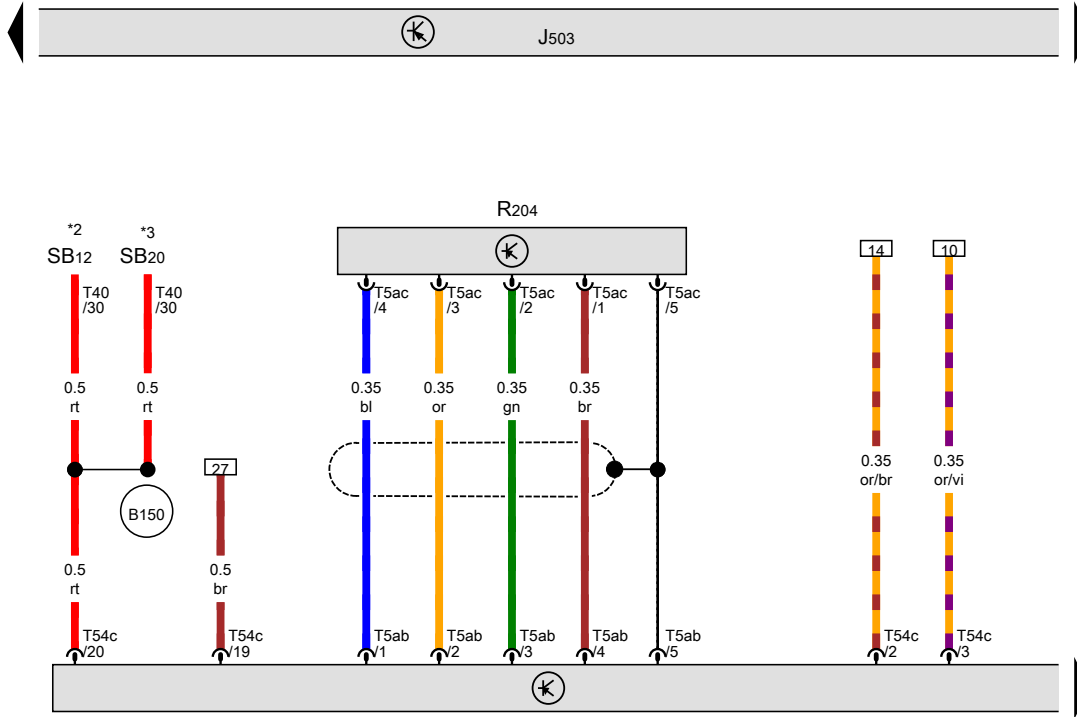 J503
R204
*2
*3
SB12
SB20
14
10
T40
/30
T40
/30
T5ac
/4
T5ac
/3
T5ac
/2
T5ac
/1
T5ac
/5
0.5
rt
0.5
rt
0.35
bl
0.35
or
0.35
gn
0.35
br
0.35
or/br
0.35
or/vi
27
B150
0.5
rt
0.5
br
T54c
/20
T54c
/19
T5ab
/1
T5ab
/2
T5ab
/3
T5ab
/4
T5ab
/5
T54c
/2
T54c
/3